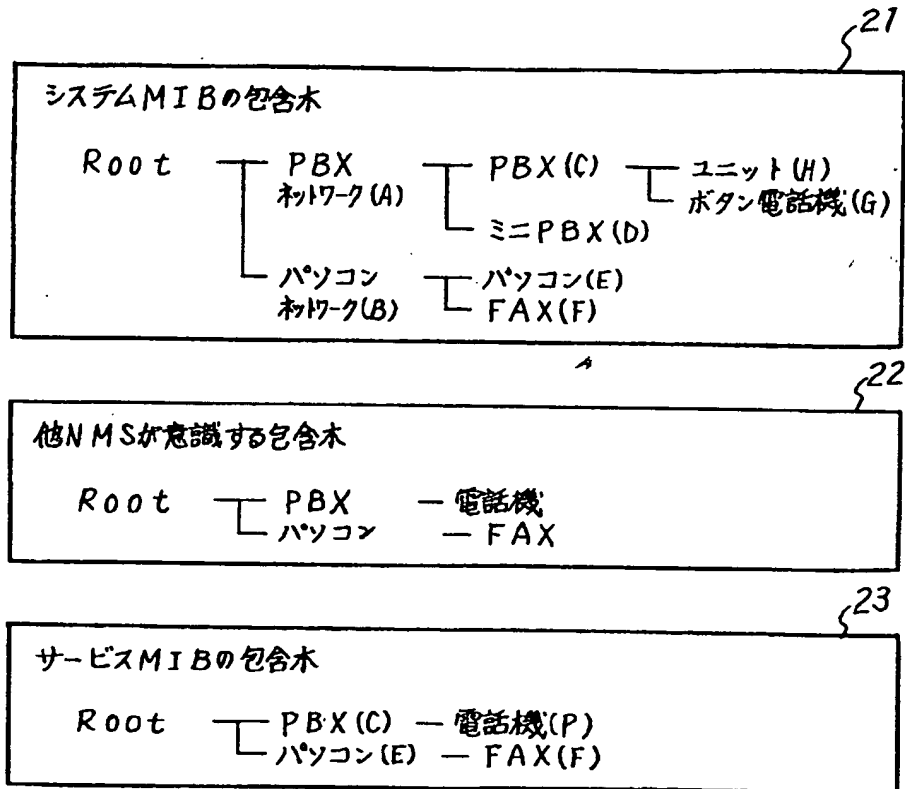 21
システムMIBの包含木
Root PBX PBX(C) ユニット(H)
ネットワーク(A) ボタン電話機(G)
ミニPBX(D)
パソコン パソコン(E)
ネットワーク(B) FAX(F)
22
他NMSが意識する包含木
Root PBX 電話機
パソコン FAX
23
サービスMIBの包含木
Root PBX(C) 電話機(P)
パソコン(E) FAX(F)